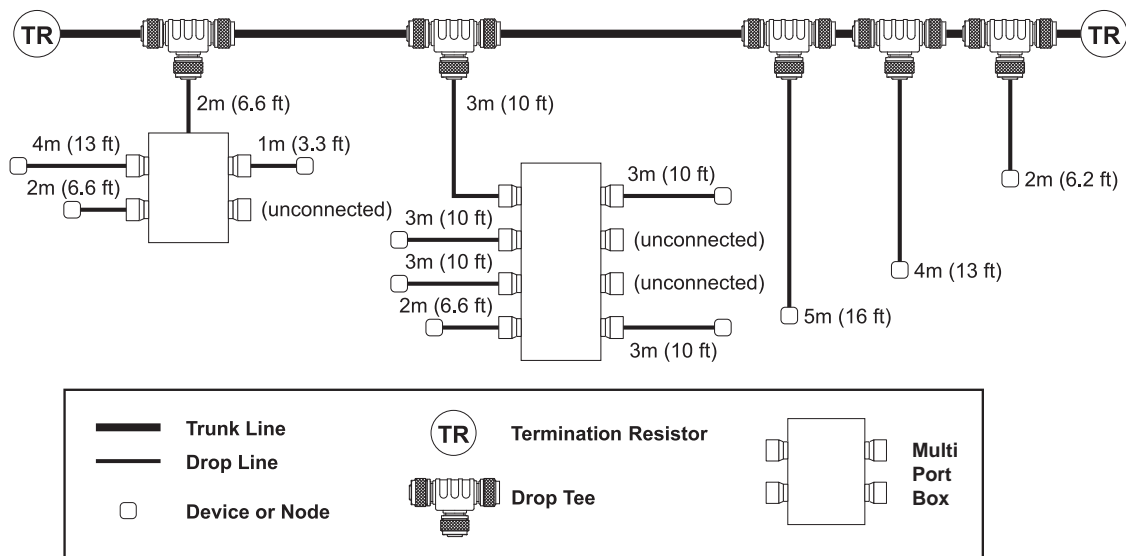 TR
TR
2m (6.6 ft)
3m (10 ft)
4m (13 ft)
1m (3.3 ft)
2m (6.6 ft)
(unconnected)
3m (10 ft)
3m (10 ft)
(unconnected)
3m (10 ft)
(unconnected)
2m (6.6 ft)
3m (10 ft)
5m (16 ft)
4m (13 ft)
2m (6.2 ft)
Trunk Line
Drop Line
Device or Node
TR
Termination Resistor
Drop Tee
Multi
Port
Box